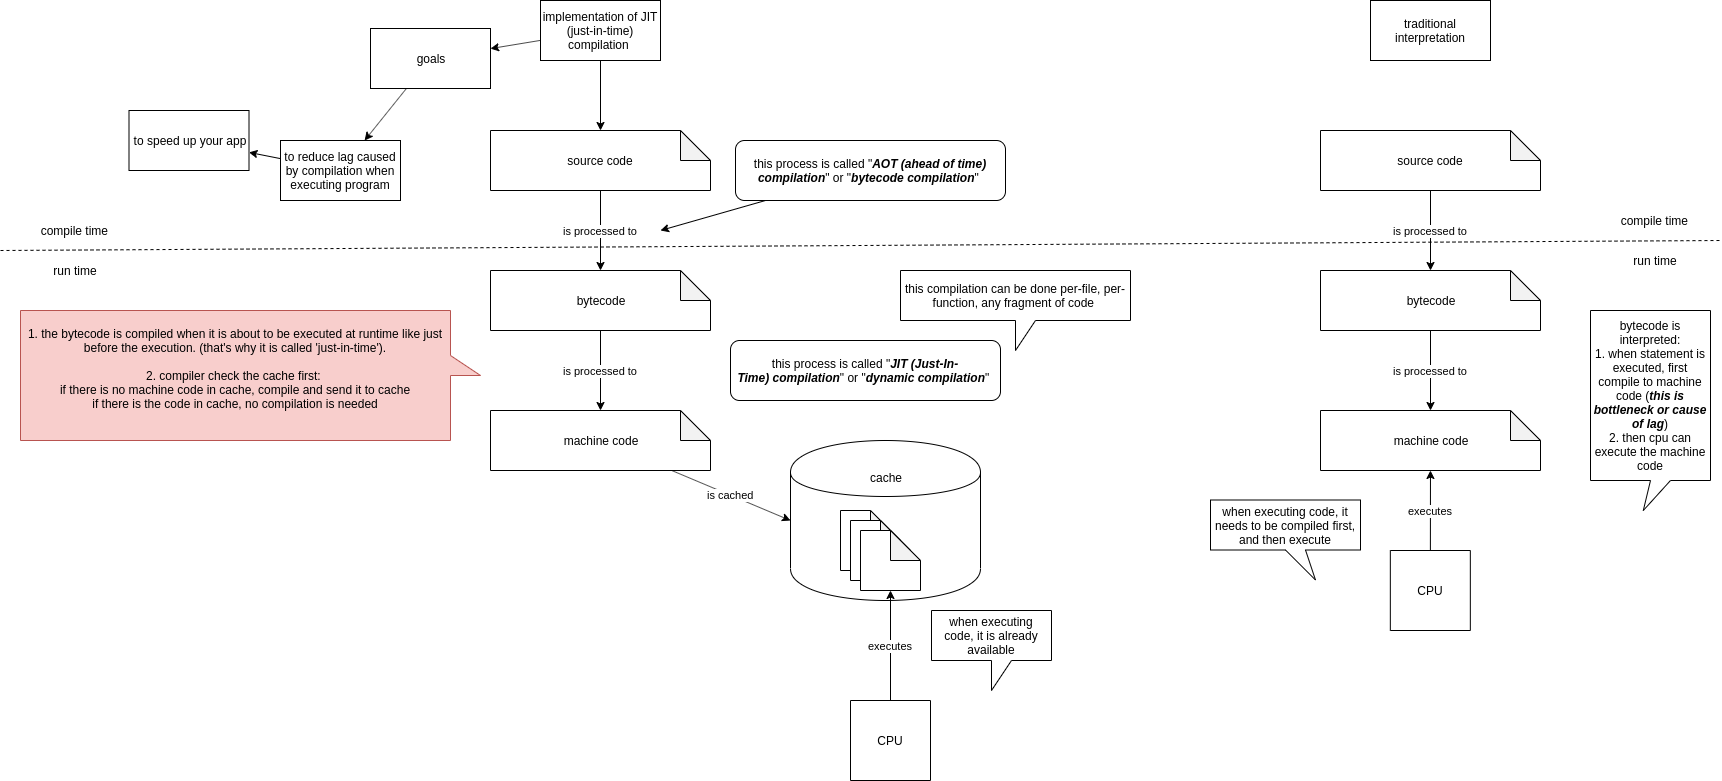 implementation of JIT
(just-in-time)
compilation
goals
to speed up your app
to reduce lag caused
by compilation when
executing program
source code
this process is called "AOT (ahead of time)
compilation" or "bytecode compilation"
compile time
is processed to
run time
bytecode
this compilation can be done per-file, per-
function, any fragment of code
1. the bytecode is compiled when it is about to be executed at runtime like just
before the execution. (that's why it is called 'just-in-time').
2. compiler check the cache first:
if there is no machine code in cache, compile and send it to cache
if there is the code in cache, no compilation is needed
is processed to
this process is called "JIT (Just-In-
Time) compilation" or "dynamic compilation"
machine code
is cached
cache
executes
when executing
code, it is already
available
CPU
traditional
interpretation
source code
compile time
is processed to
run time
bytecode
bytecode is
interpreted:
1. when statement is
executed, first
compile to machine
code (this is
bottleneck or cause
of lag)
2. then cpu can
execute the machine
code
is processed to
machine code
when executing code, it
needs to be compiled first,
and then execute
executes
CPU